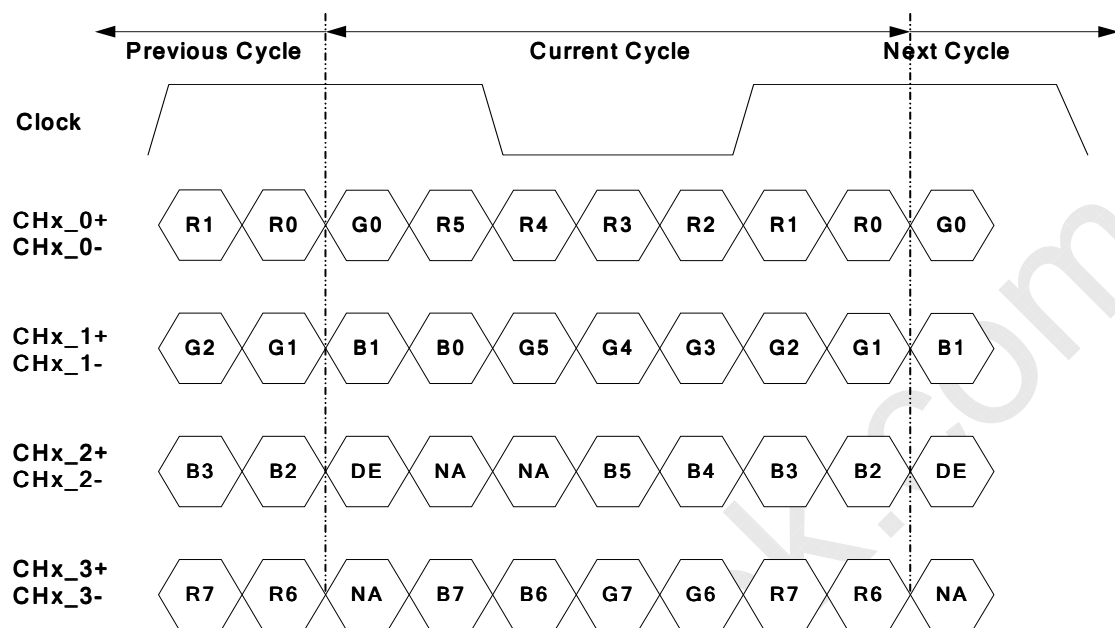 Previous Cycle Current Cycle Next Cycle
Clock
CHx_0+
CHx_0-
R1 R0 G0 R5 R4 R3 R2 R1 R0 G0
CHx_1+
CHx_1-
G2 G1 B1 B0 G5 G4 G3 G2 G1 B1
CHx_2+
CHx_2-
B3 B2 DE NA NA B5 B4 B3 B2 DE
CHx_3+
CHx_3-
R7 R6 NA B7 B6 G7 G6 R7 R6 NA
k.com